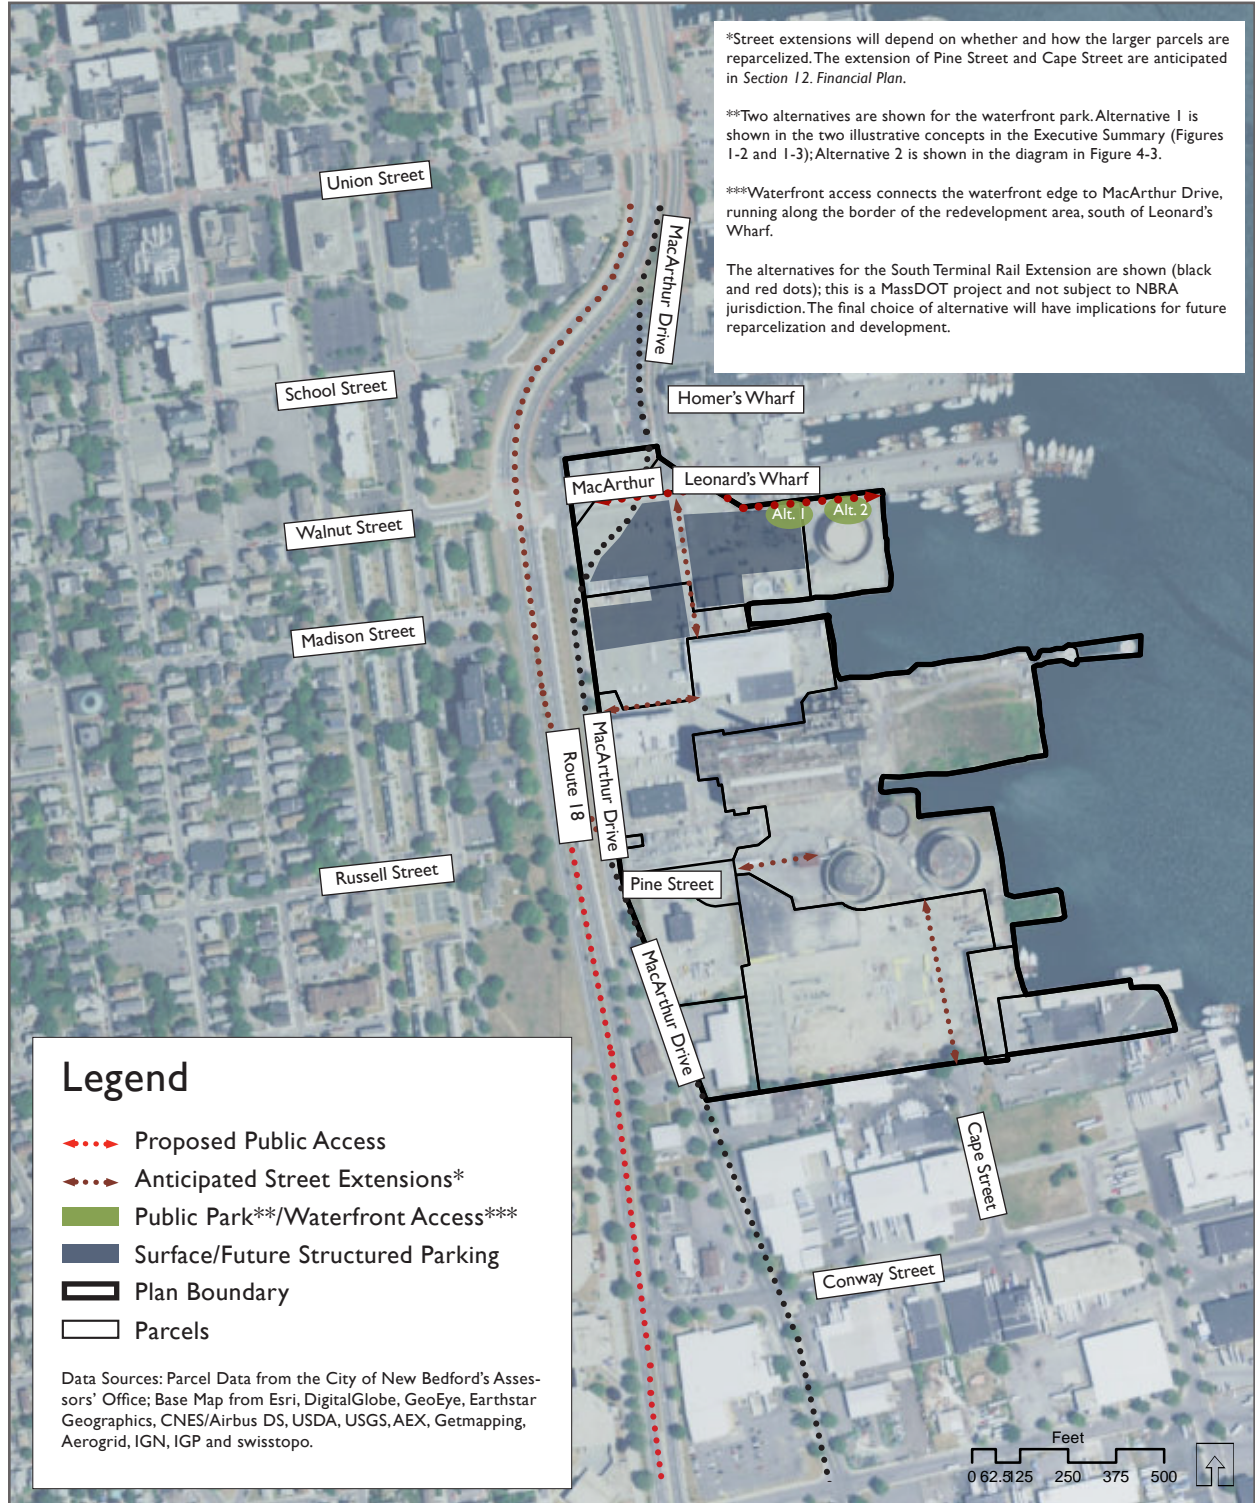 *Street extensions will depend on whether and how the larger parcels are
reparcelized. The extension of Pine Street and Cape Street are anticipated
in Section 12. Financial Plan.
**Two alternatives are shown for the waterfront park. Alternative 1 is
shown in the two illustrative concepts in the Executive Summary (Figures
1-2 and 1-3); Alternative 2 is shown in the diagram in Figure 4-3.
***Waterfront access connects the waterfront edge to MacArthur Drive,
running along the border of the redevelopment area, south of Leonard's
Wharf.
The alternatives for the South Terminal Rail Extension are shown (black
and red dots); this is a MassDOT project and not subject to NBRA
jurisdiction. The final choice of alternative will have implications for future
reparcelization and development.
Union Street
MacArthur Drive
School Street
Homer's Wharf
MacArthur
Leonard's Wharf
Alt. 1
Alt. 2
Walnut Street
Madison Street
Route 18
MacArthur Drive
Russell Street
Pine Street
MacArthur Drive
Cape Street
Conway Street
Legend
Proposed Public Access
Anticipated Street Extensions*
Public Park**/Waterfront Access***
Surface/Future Structured Parking
Plan Boundary
Parcels
Data Sources: Parcel Data from the City of New Bedford's Asses-
sors' Office; Base Map from Esri, DigitalGlobe, GeoEye, Earthstar
Geographics, CNES/Airbus DS, USDA, USGS, AEX, Getmapping,
Aerogrid, IGN, IGP and swisstopo.
Feet
0 62.5 125 250 375 500